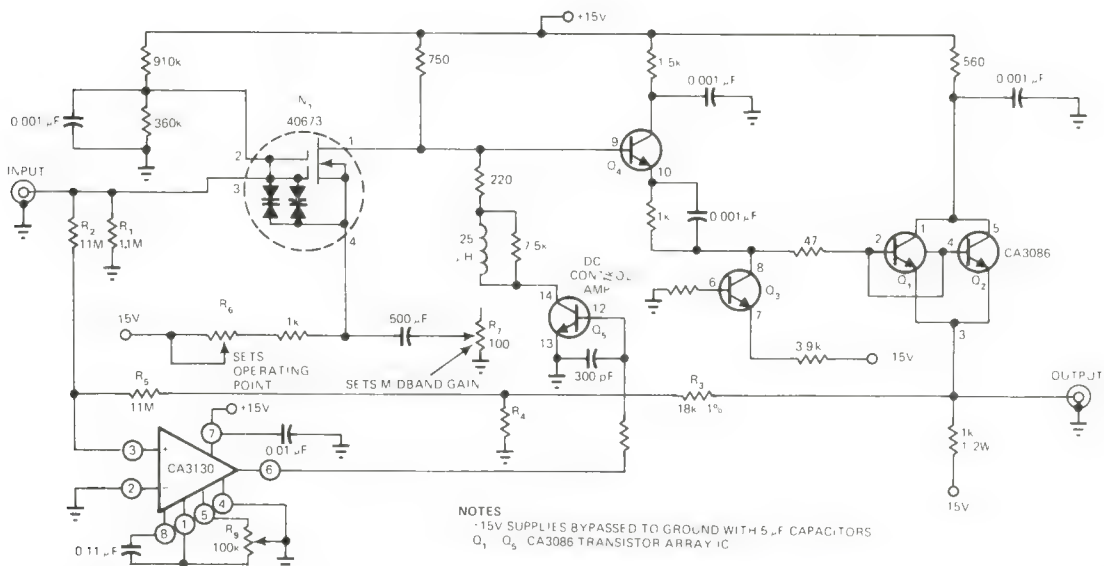 +15V
910k
750
1.5k
560
0.001 µF
0.001 µF
0.001 µF
360k
N1
40673
1
2
3
4
9
Q4
10
INPUT
R2
11M
R1
1.1M
220
1k
0.001 µF
25
µH
7.5k
47
2
1
4
5
CA3086
Q1
Q2
3
DC
CONTROL
AMP
14
12
Q5
13
6
8
Q3
7
15V
R6
1k
500 µF
R7
100
SETS
OPERATING
POINT
SETS MIDBAND GAIN
300 pF
3.9k
15V
R5
11M
R4
R3
18k 1%
OUTPUT
+15V
7
0.01 µF
3
+
CA3130
6
2
–
8
1
5
4
0.11 µF
R9
100k
1k
1.2W
15V
NOTES
15V SUPPLIES BYPASSED TO GROUND WITH 5 µF CAPACITORS
Q1 Q5 CA3086 TRANSISTOR ARRAY IC